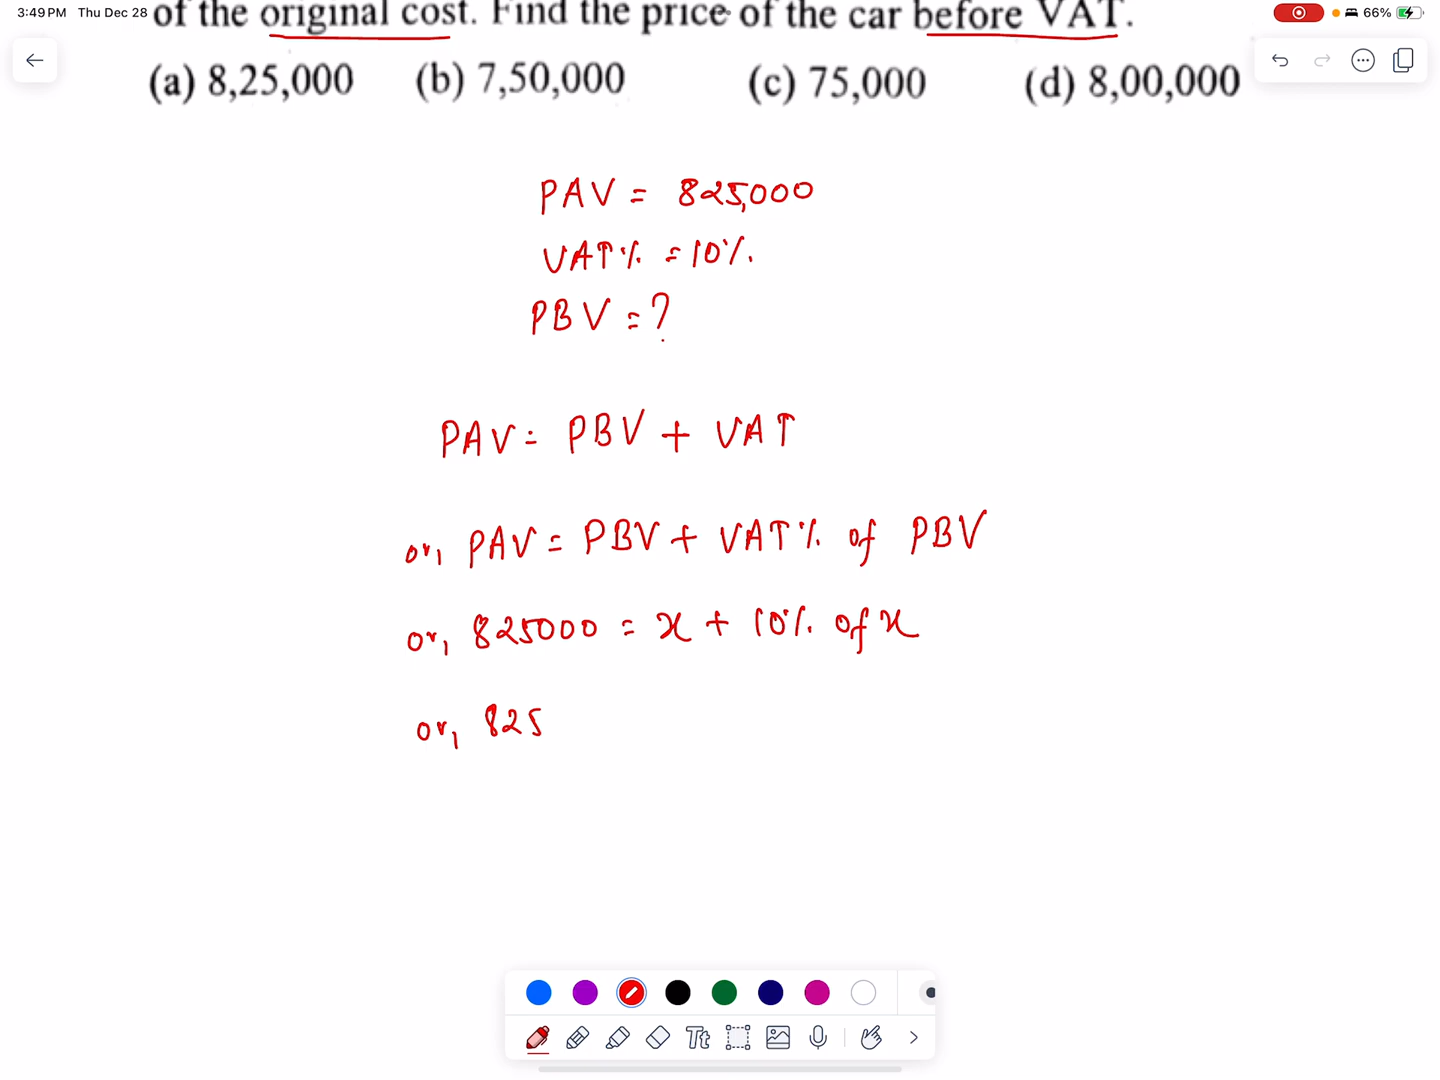 3:49 PM Thu Dec 28
66%
of the original cost. Find the price of the car before VAT.
(a) 8,25,000 (b) 7,50,000 (c) 75,000 (d) 8,00,000
PAV = 825,000
VAT% = 10%.
PBV = ?
PAV = PBV + VAT
or, PAV = PBV + VAT% of PBV
or, 825000 = x + 10% of x
or, 825
Tt